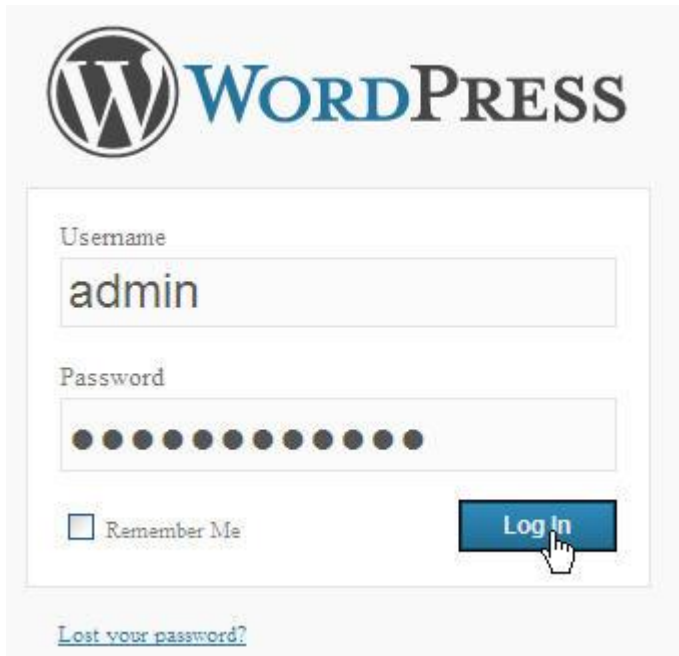 WORDPRESS
Username
admin
Password
●●●●●●●●●●●●
Remember Me
Log In
Lost your password?